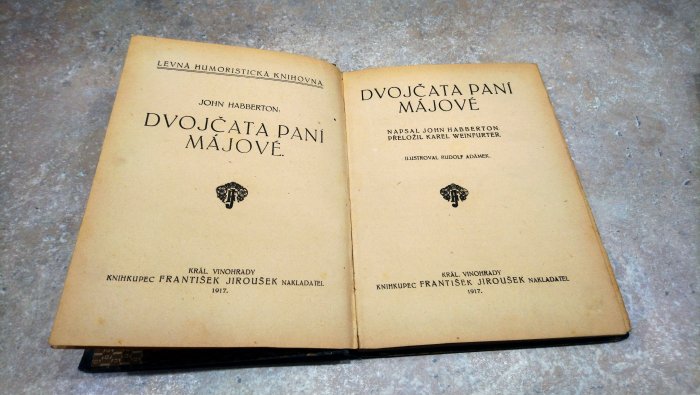 LEVNÁ HUMORISTICKÁ KNIHOVNA
JOHN HABBERTON.
DVOJČATA PANÍ
MÁJOVÉ.
KRÁL. VINOHRADY
KNIHKUPEC FRANTIŠEK JIROUŠEK NAKLADATEL
1917.
DVOJČATA PANÍ
MÁJOVÉ
NAPSAL JOHN HABBERTON.
PŘELOŽIL KAREL WEINFURTER.
ILUSTROVAL RUDOLF ADÁMEK.
KRÁL. VINOHRADY
KNIHKUPEC FRANTIŠEK JIROUŠEK NAKLADATEL
1917.